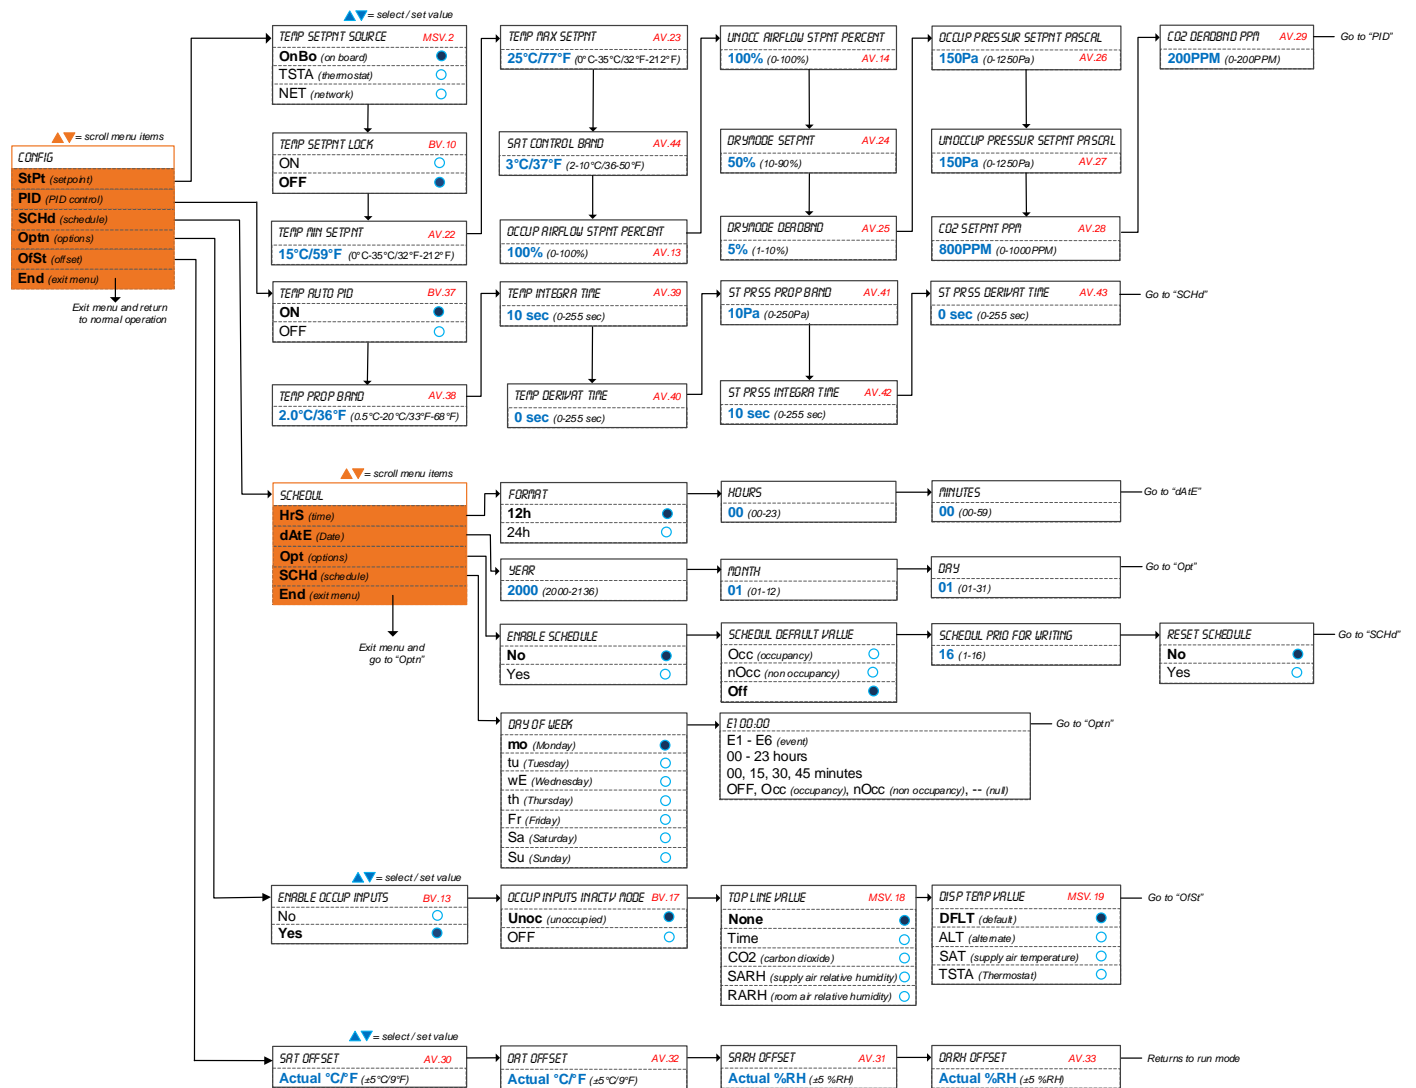 ▲▼= select / set value
TEMP SETPNT SOURCE MSV.2
OnBo (on board)
TSTA (thermostat)
NET (network)
TEMP SETPNT LOCK BV.10
ON
OFF
TEMP MIN SETPNT AV.22
15°C/59°F (0°C-35°C/32°F-212°F)
TEMP MAX SETPNT AV.23
25°C/77°F (0°C-35°C/32°F-212°F)
SAT CONTROL BAND AV.44
3°C/37°F (2-10°C/36-50°F)
OCCUP AIRFLOW STPNT PERCENT
100% (0-100%) AV.13
UNOCC AIRFLOW STPNT PERCENT
100% (0-100%) AV.14
DRYMODE SETPNT AV.24
50% (10-90%)
DRYMODE DEADBND AV.25
5% (1-10%)
OCCUP PRESSUR SETPNT PASCAL
150Pa (0-1250Pa) AV.26
UNOCCUP PRESSUR SETPNT PASCAL
150Pa (0-1250Pa) AV.27
CO2 SETPNT PPM AV.28
800PPM (0-1000PPM)
CO2 DEADBND PPM AV.29
200PPM (0-200PPM)
Go to "PID"
▲▼= scroll menu items
CONFIG
StPt (setpoint)
PID (PID control)
SCHd (schedule)
Optn (options)
OfSt (offset)
End (exit menu)
Exit menu and return
to normal operation
TEMP AUTO PID BV.37
ON
OFF
TEMP PROP BAND AV.38
2.0°C/36°F (0.5°C-20°C/33°F-68°F)
TEMP INTEGRA TIME AV.39
10 sec (0-255 sec)
TEMP DERIVAT TIME AV.40
0 sec (0-255 sec)
ST PRSS PROP BAND AV.41
10Pa (0-250Pa)
ST PRSS INTEGRA TIME AV.42
10 sec (0-255 sec)
ST PRSS DERIVAT TIME AV.43
0 sec (0-255 sec)
Go to "SCHd"
▲▼= scroll menu items
SCHEDUL
HrS (time)
dAtE (Date)
Opt (options)
SCHd (schedule)
End (exit menu)
Exit menu and
go to "Optn"
FORMAT
12h
24h
HOURS
00 (00-23)
MINUTES
00 (00-59)
Go to "dAtE"
YEAR
2000 (2000-2136)
MONTH
01 (01-12)
DAY
01 (01-31)
Go to "Opt"
ENABLE SCHEDULE
No
Yes
SCHEDUL DEFAULT VALUE
Occ (occupancy)
nOcc (non occupancy)
Off
SCHEDUL PRIO FOR WRITING
16 (1-16)
RESET SCHEDULE
No
Yes
Go to "SCHd"
DAY OF WEEK
mo (Monday)
tu (Tuesday)
wE (Wednesday)
th (Thursday)
Fr (Friday)
Sa (Saturday)
Su (Sunday)
E1 00:00
E1 - E6 (event)
00 - 23 hours
00, 15, 30, 45 minutes
OFF, Occ (occupancy), nOcc (non occupancy), -- (null)
Go to "Optn"
▲▼= select / set value
ENABLE OCCUP INPUTS BV.13
No
Yes
OCCUP INPUTS INACTV MODE BV.17
Unoc (unoccupied)
OFF
TOP LINE VALUE MSV.18
None
Time
CO2 (carbon dioxide)
SARH (supply air relative humidity)
RARH (room air relative humidity)
DISP TEMP VALUE MSV.19
DFLT (default)
ALT (alternate)
SAT (supply air temperature)
TSTA (Thermostat)
Go to "OfSt"
▲▼= select / set value
SAT OFFSET AV.30
Actual °C/°F (±5°C/9°F)
OAT OFFSET AV.32
Actual °C/°F (±5°C/9°F)
SARH OFFSET AV.31
Actual %RH (±5 %RH)
OARH OFFSET AV.33
Actual %RH (±5 %RH)
Returns to run mode